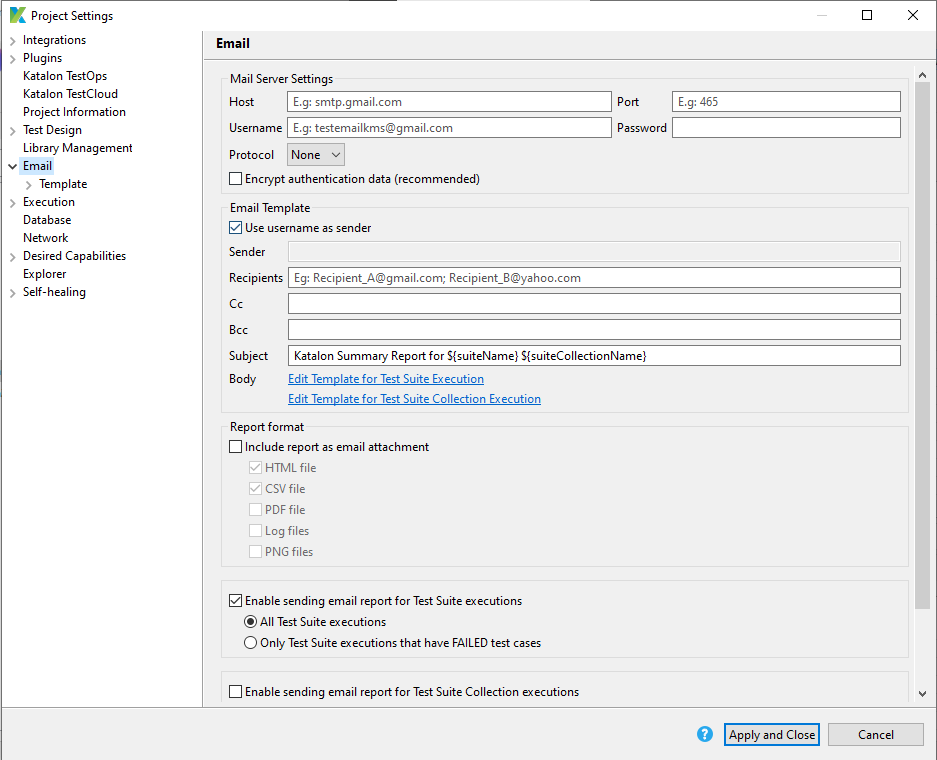 Project Settings
Integrations
Plugins
Katalon TestOps
Katalon TestCloud
Project Information
Test Design
Library Management
Email
Template
Execution
Database
Network
Desired Capabilities
Explorer
Self-healing
Email
Mail Server Settings
Host E.g: smtp.gmail.com Port E.g: 465
Username E.g: testemailkms@gmail.com Password
Protocol None
Encrypt authentication data (recommended)
Email Template
Use username as sender
Sender
Recipients Eg: Recipient_A@gmail.com; Recipient_B@yahoo.com
Cc
Bcc
Subject Katalon Summary Report for ${suiteName} ${suiteCollectionName}
Body Edit Template for Test Suite Execution
Edit Template for Test Suite Collection Execution
Report format
Include report as email attachment
HTML file
CSV file
PDF file
Log files
PNG files
Enable sending email report for Test Suite executions
All Test Suite executions
Only Test Suite executions that have FAILED test cases
Enable sending email report for Test Suite Collection executions
? Apply and Close Cancel